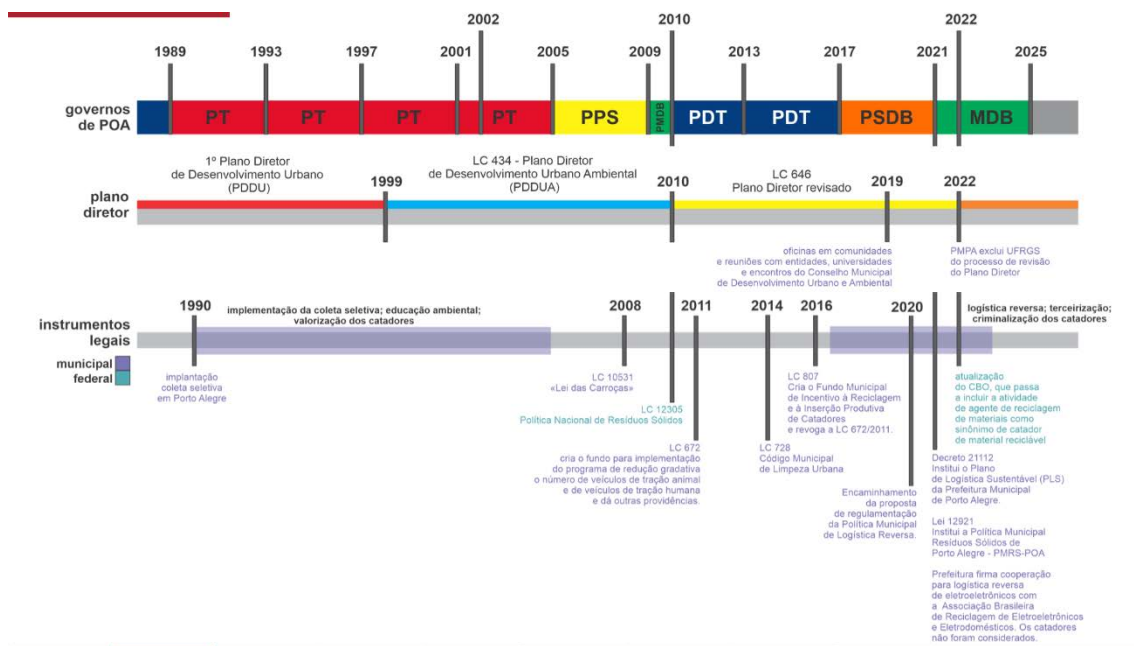 2002
2010
2022
1989
1993
1997
2001
2005
2009
2013
2017
2021
2025
governos
de POA
PT
PT
PT
PT
PPS
PMDB
PDT
PDT
PSDB
MDB
plano
diretor
1º Plano Diretor
de Desenvolvimento Urbano
(PDDU)
1999
LC 434 - Plano Diretor
de Desenvolvimento Urbano Ambiental
(PDDUA)
2010
LC 646
Plano Diretor revisado
2019
2022
oficinas em comunidades
e reuniões com entidades, universidades
e encontros do Conselho Municipal
de Desenvolvimento Urbano e Ambiental
PMPA exclui UFRGS
do processo de revisão
do Plano Diretor
instrumentos
legais
municipal
federal
1990
implementação da coleta seletiva; educação ambiental;
valorização dos catadores
2008
2011
2014
2016
2020
logística reversa; terceirização;
criminalização dos catadores
implantação
coleta seletiva
em Porto Alegre
LC 10531
«Lei das Carroças»
LC 12305
Política Nacional de Resíduos Sólidos
LC 672
cria o fundo para implementação
do programa de redução gradativa
o número de veículos de tração animal
e de veículos de tração humana
e dá outras providências.
LC 728
Código Municipal
de Limpeza Urbana
LC 807
Cria o Fundo Municipal
de Incentivo à Reciclagem
e à Inserção Produtiva
de Catadores
e revoga a LC 672/2011.
Encaminhamento
da proposta
de regulamentação
da Política Municipal
de Logística Reversa.
atualização
do CBO, que passa
a incluir a atividade
de agente de reciclagem
de materiais como
sinônimo de catador
de material reciclável
Decreto 21112
Institui o Plano
de Logística Sustentável (PLS)
da Prefeitura Municipal
de Porto Alegre.
Lei 12921
Institui a Política Municipal
Resíduos Sólidos de
Porto Alegre - PMRS-POA
Prefeitura firma cooperação
para logística reversa
de eletroeletrônicos com
a Associação Brasileira
de Reciclagem de Eletroeletrônicos
e Eletrodomésticos. Os catadores
não foram considerados.